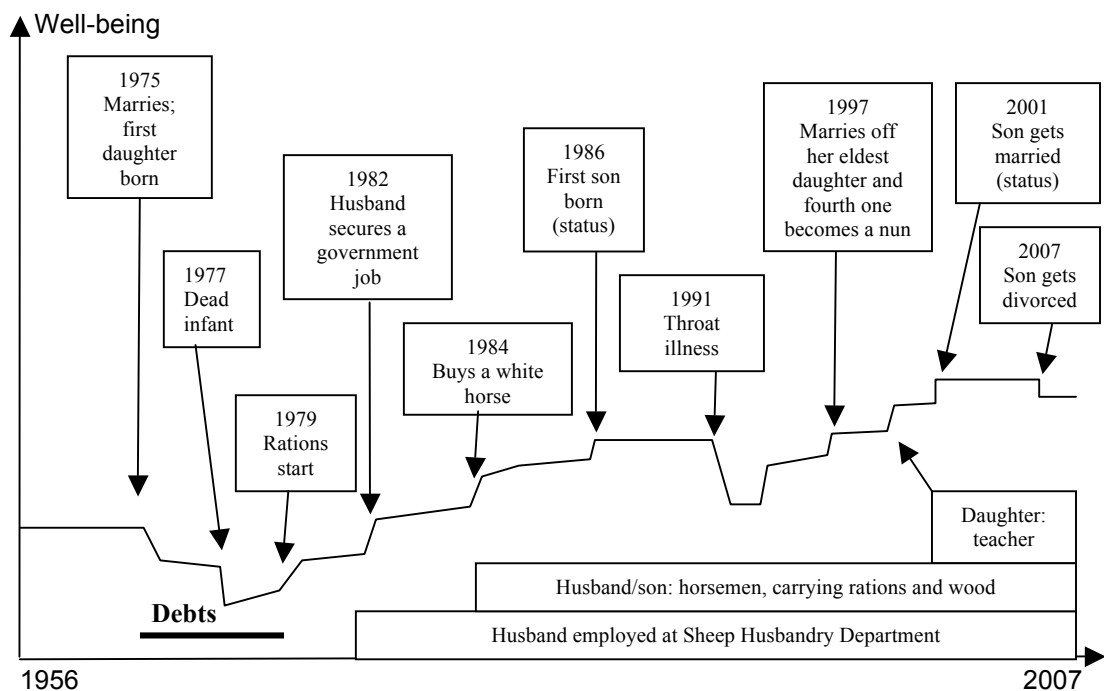 Well-being
1975
Marries;
first
daughter
born
1977
Dead
infant
1979
Rations
start
1982
Husband
secures a
government
job
1984
Buys a white
horse
1986
First son
born
(status)
1991
Throat
illness
1997
Marries off
her eldest
daughter and
fourth one
becomes a nun
2001
Son gets
married
(status)
2007
Son gets
divorced
Daughter:
teacher
Husband/son: horsemen, carrying rations and wood
Debts
Husband employed at Sheep Husbandry Department
1956
2007